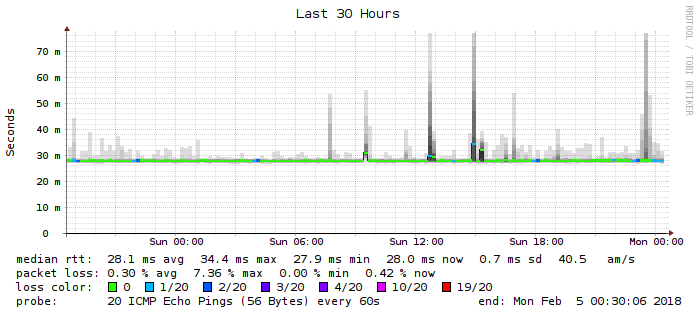 Last 30 Hours
RRDTOOL / TOBI OETIKER
Seconds
70 m
60 m
50 m
40 m
30 m
20 m
10 m
0
Sun 00:00 Sun 06:00 Sun 12:00 Sun 18:00 Mon 00:00
median rtt: 28.1 ms avg 34.4 ms max 27.9 ms min 28.0 ms now 0.7 ms sd 40.5 am/s
packet loss: 0.30 % avg 7.36 % max 0.00 % min 0.42 % now
loss color: 0 1/20 2/20 3/20 4/20 10/20 19/20
probe: 20 ICMP Echo Pings (56 Bytes) every 60s end: Mon Feb 5 00:30:06 2018